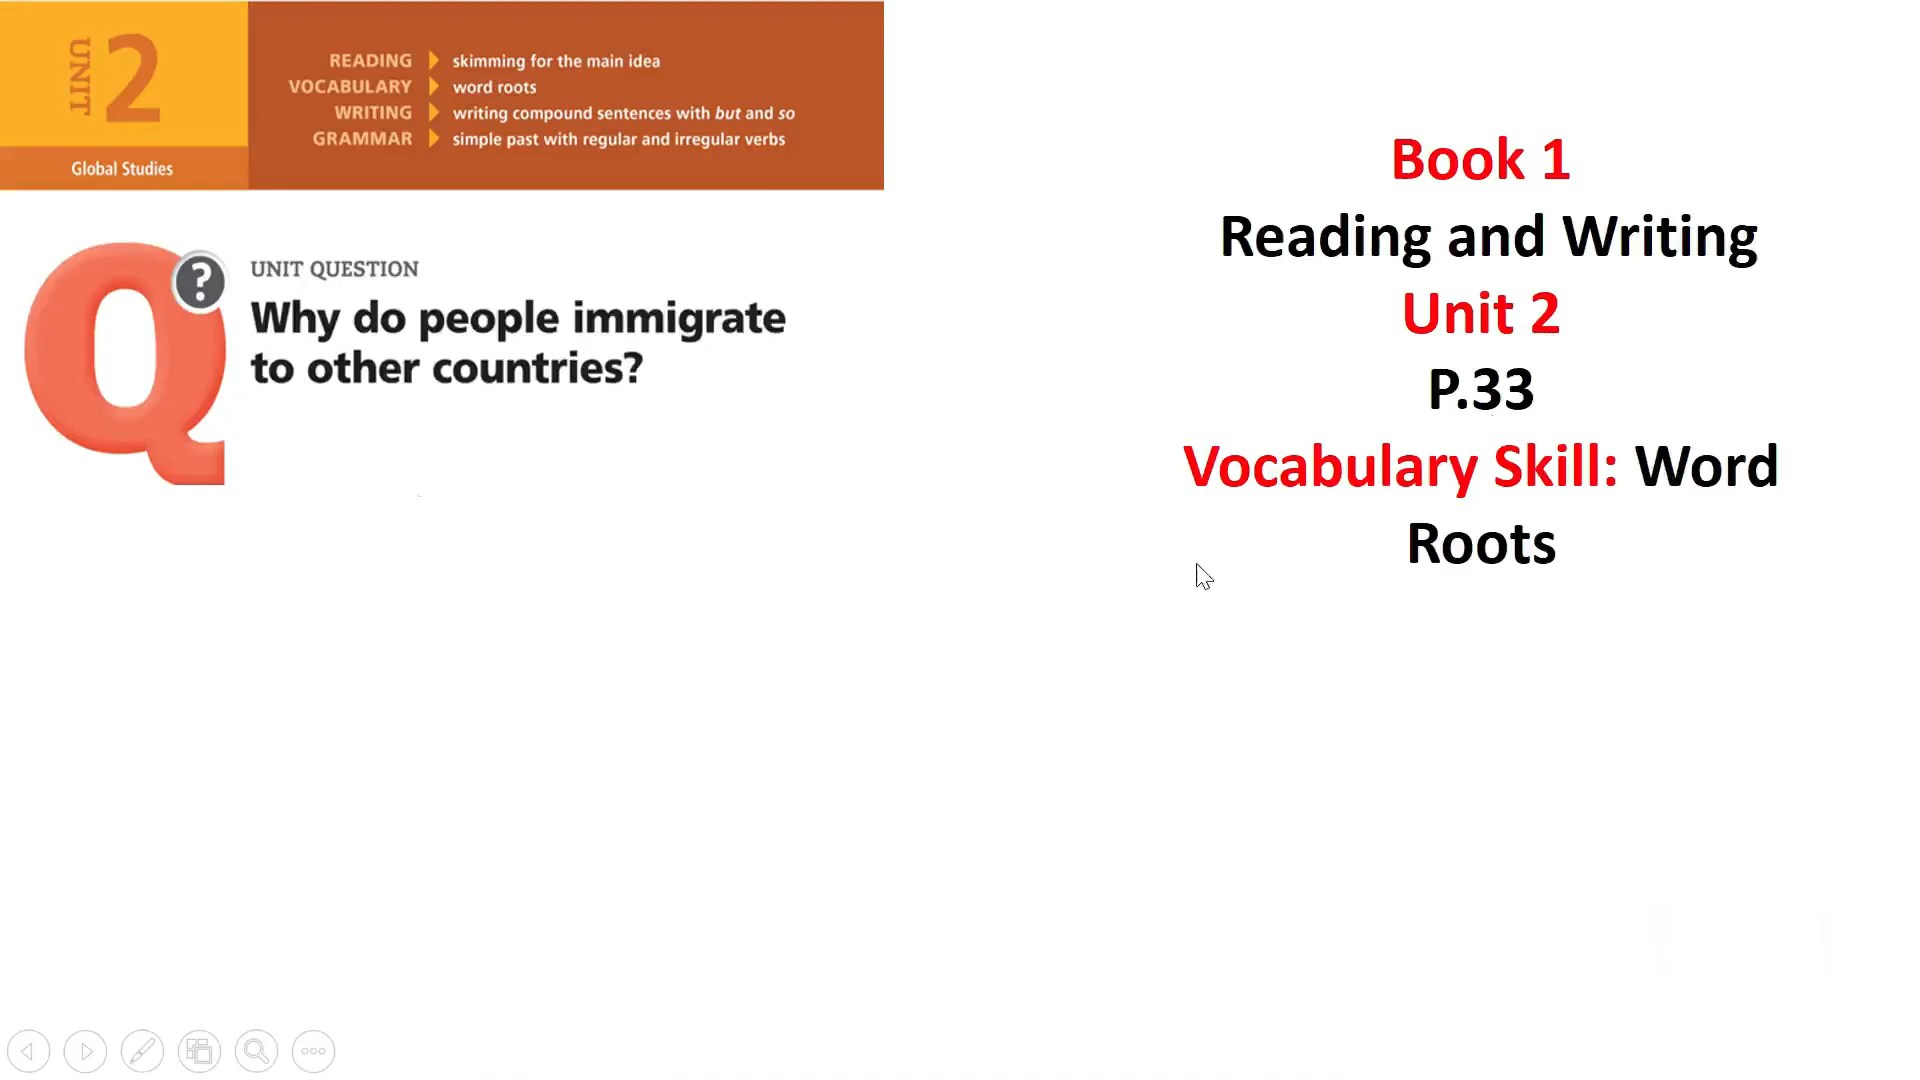 UNIT 2
Global Studies
READING skimming for the main idea
VOCABULARY word roots
WRITING writing compound sentences with but and so
GRAMMAR simple past with regular and irregular verbs
Q ?
UNIT QUESTION
Why do people immigrate
to other countries?
Book 1
Reading and Writing
Unit 2
P.33
Vocabulary Skill: Word
Roots